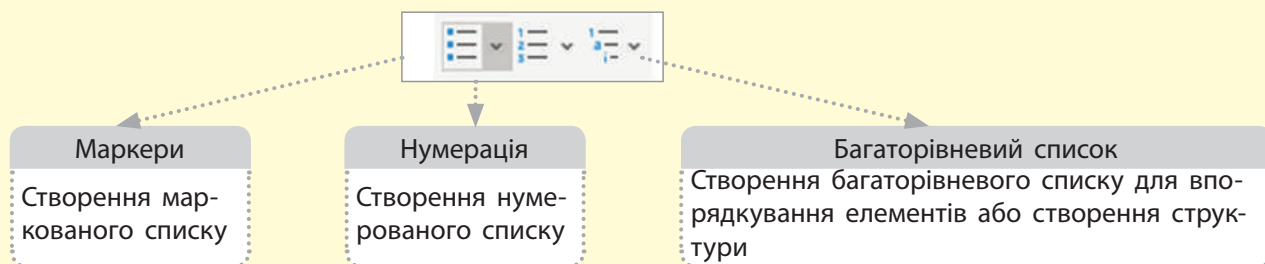 Маркери
Створення мар-
кованого списку
Нумерація
Створення нуме-
рованого списку
Багаторівневий список
Створення багаторівневого списку для впо-
рядкування елементів або створення струк-
тури